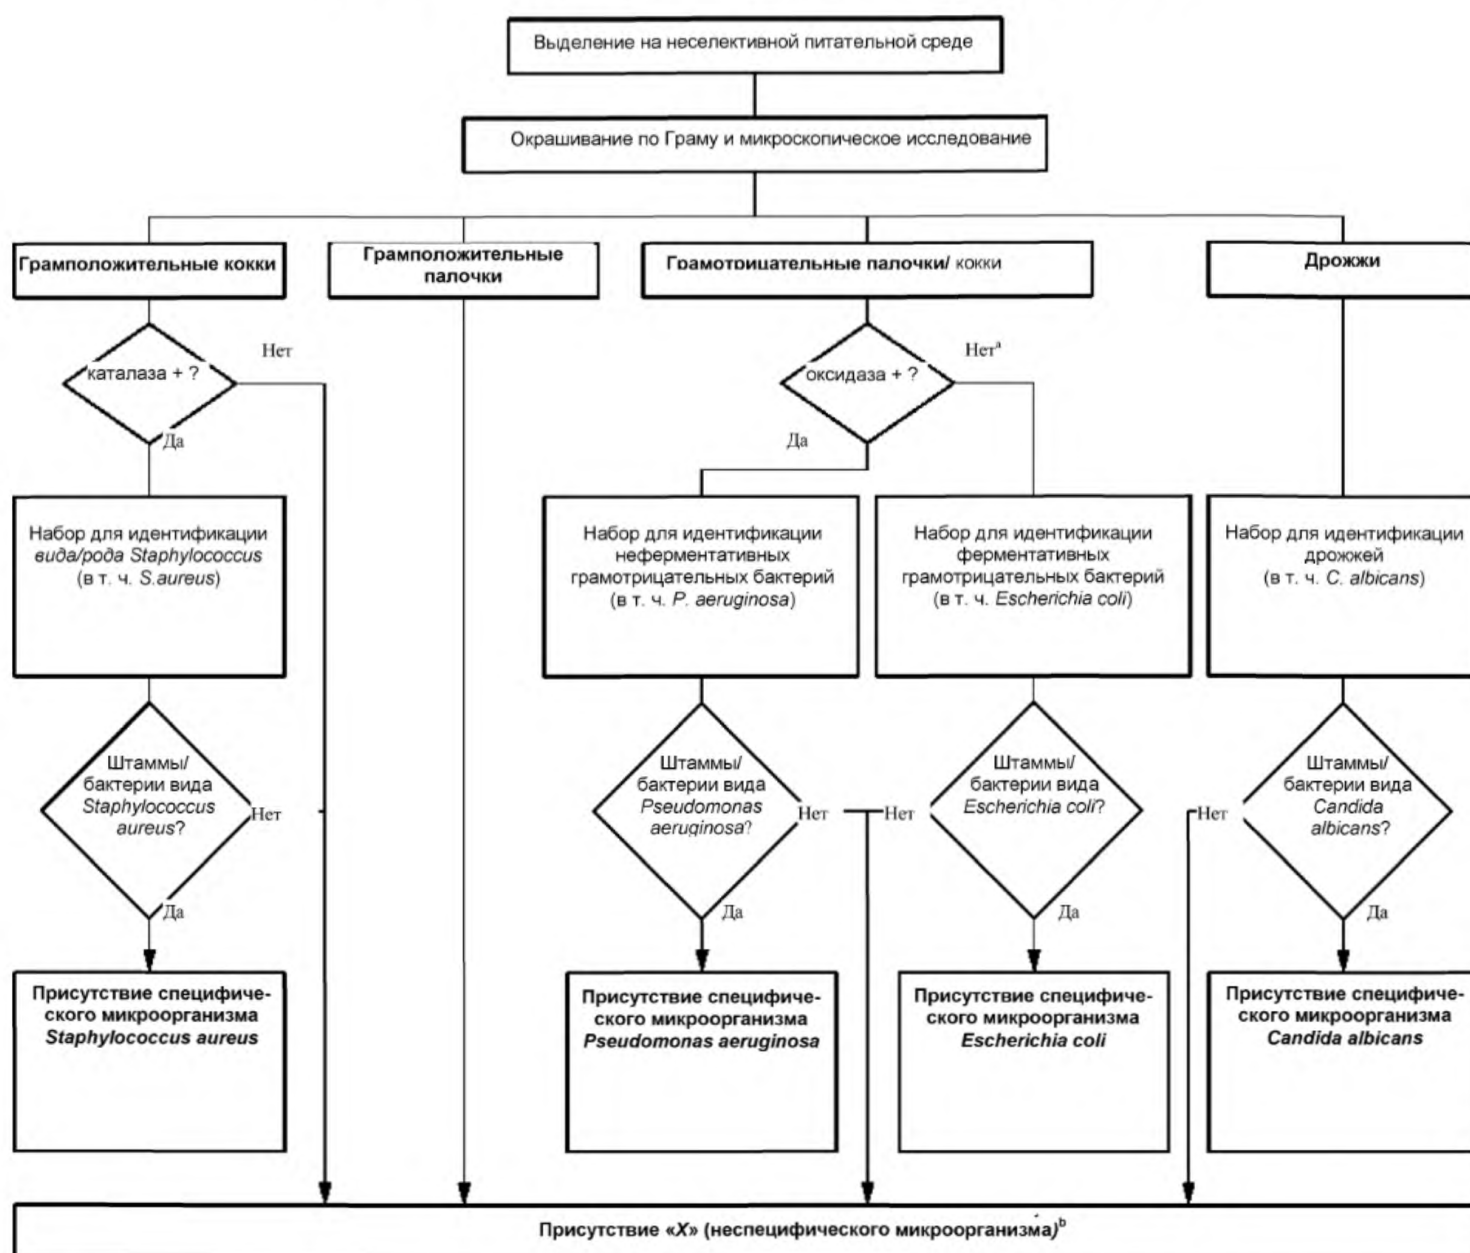 Выделение на неселективной питательной среде
Окрашивание по Граму и микроскопическое исследование
Грамположительные кокки
Грамположительные
палочки
Грамотрицательные палочки/ кокки
Дрожжи
каталаза + ?
Нет
Да
оксидаза + ?
Нетᵃ
Да
Набор для идентификации
вида/рода Staphylococcus
(в т. ч. S.aureus)
Набор для идентификации
неферментативных
грамотрицательных бактерий
(в т. ч. P. aeruginosa)
Набор для идентификации
ферментативных
грамотрицательных бактерий
(в т. ч. Escherichia coli)
Набор для идентификации
дрожжей
(в т. ч. C. albicans)
Штаммы/
бактерии вида
Staphylococcus
aureus?
Нет
Да
Штаммы/
бактерии вида
Pseudomonas
aeruginosa?
Нет
Да
Штаммы/
бактерии вида
Escherichia coli?
Нет
Да
Штаммы/
бактерии вида
Candida
albicans?
Нет
Да
Присутствие специфиче-
ского микроорганизма
Staphylococcus aureus
Присутствие специфиче-
ского микроорганизма
Pseudomonas aeruginosa
Присутствие специфиче-
ского микроорганизма
Escherichia coli
Присутствие специфиче-
ского микроорганизма
Candida albicans
Присутствие «X» (неспецифического микроорганизма)ᵇ